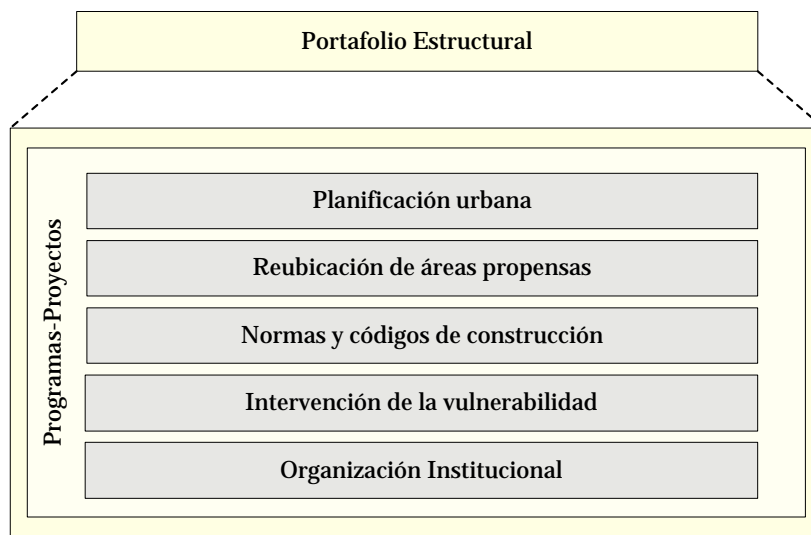 Portafolio Estructural
Programas-Proyectos
Planificación urbana
Reubicación de áreas propensas
Normas y códigos de construcción
Intervención de la vulnerabilidad
Organización Institucional